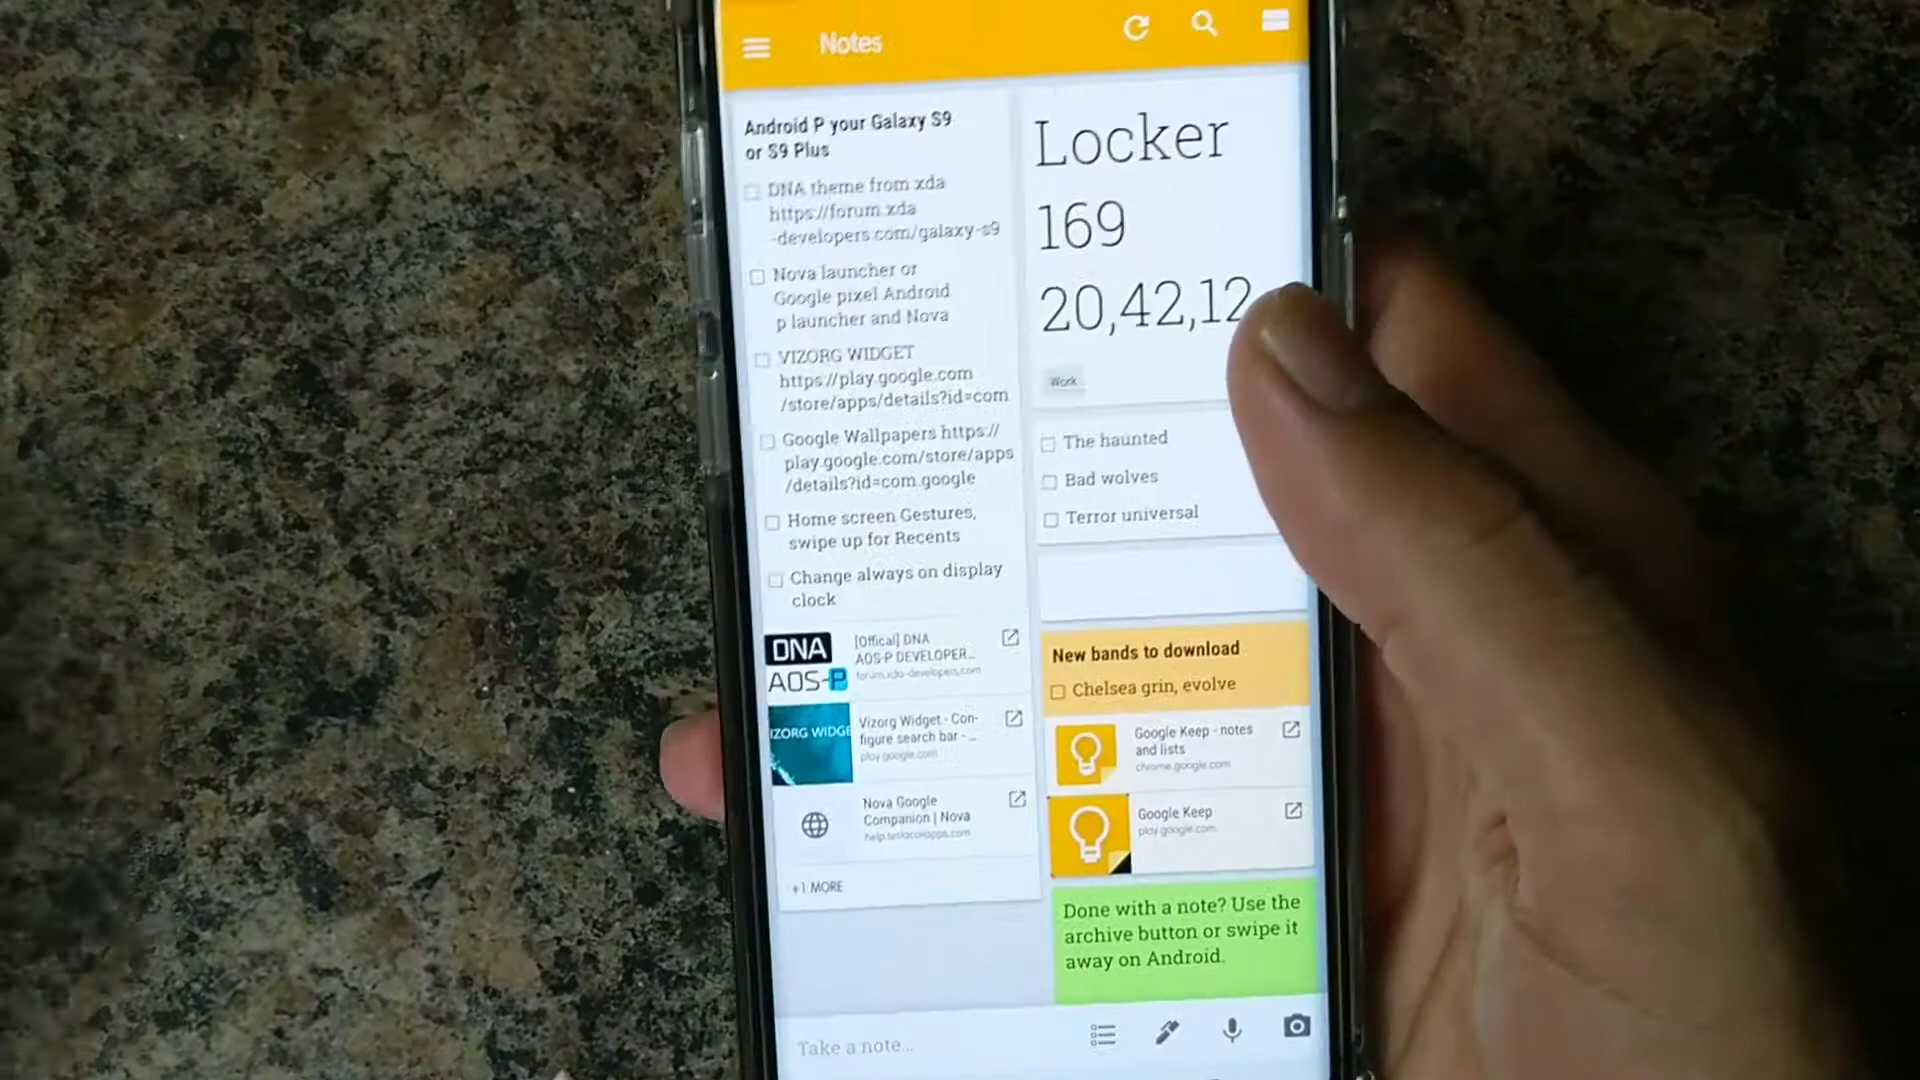 Notes
Android P your Galaxy S9
or S9 Plus
DNA theme from xda
https://forum.xda
-developers.com/galaxy-s9
Nova launcher or
Google pixel Android
p launcher and Nova
VIZORG WIDGET
https://play.google.com
/store/apps/details?id=com
Google Wallpapers https://
play.google.com/store/apps
/details?id=com.google
Home screen Gestures,
swipe up for Recents
Change always on display
clock
DNA
AOS-P
[Offical] DNA
AOS-P DEVELOPER...
forum.xda-developers.com
IZORG WIDGE
Vizorg Widget - Con-
figure search bar - ...
play.google.com
Nova Google
Companion | Nova
help.teslacoilapps.com
+1 MORE
Locker
169
20,42,12
Work
The haunted
Bad wolves
Terror universal
New bands to download
Chelsea grin, evolve
Google Keep - notes
and lists
chrome.google.com
Google Keep
play.google.com
Done with a note? Use the
archive button or swipe it
away on Android.
Take a note...